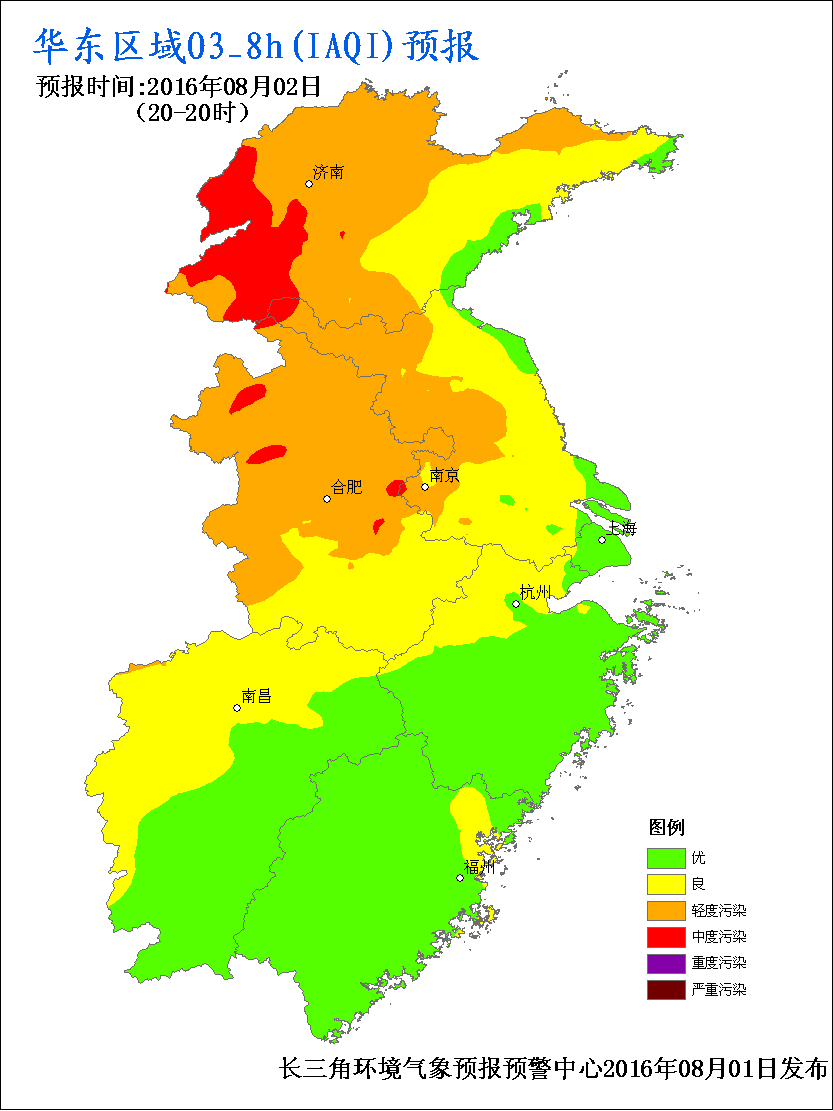 华东区域O3_8h(IAQI)预报
预报时间:2016年08月02日
（20-20时）
济南
南京
合肥
上海
杭州
南昌
福州
图例
优
良
轻度污染
中度污染
重度污染
严重污染
长三角环境气象预报预警中心2016年08月01日发布